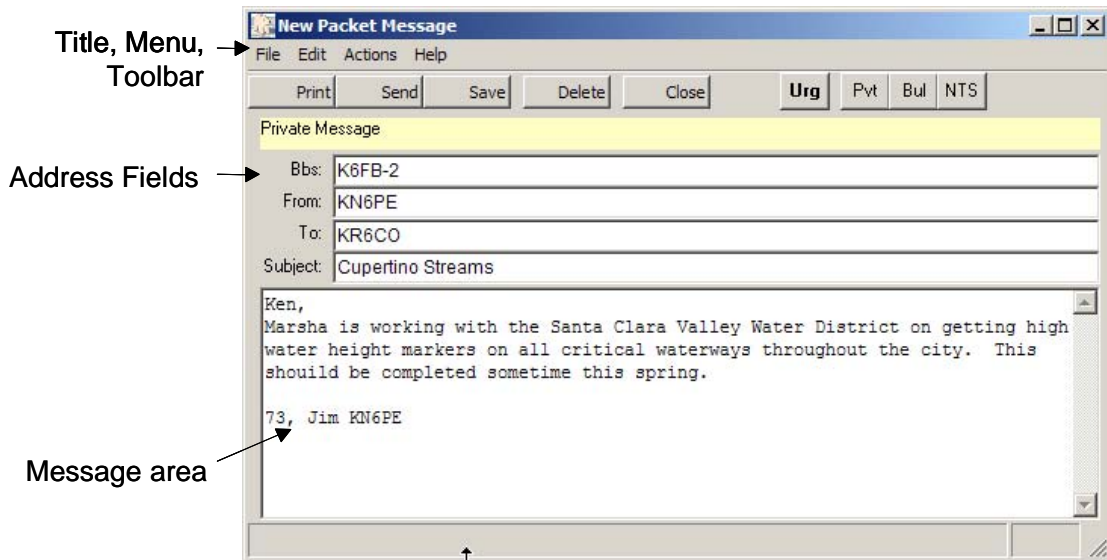 New Packet Message
Title, Menu,
Toolbar
File Edit Actions Help
Print Send Save Delete Close Urg Pvt Bul NTS
Private Message
Address Fields
Bbs: K6FB-2
From: KN6PE
To: KR6CO
Subject: Cupertino Streams
Ken,
Marsha is working with the Santa Clara Valley Water District on getting high
water height markers on all critical waterways throughout the city. This
shouild be completed sometime this spring.
73, Jim KN6PE
Message area